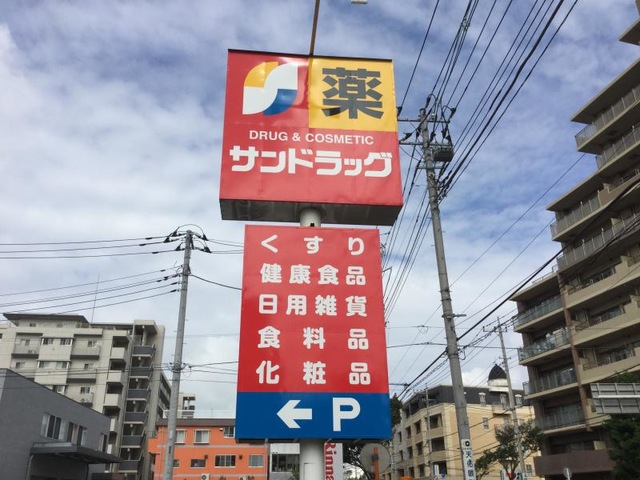 薬
DRUG & COSMETIC
サンドラッグ
くすり
健康食品
日用雑貨
食料品
化粧品
← P